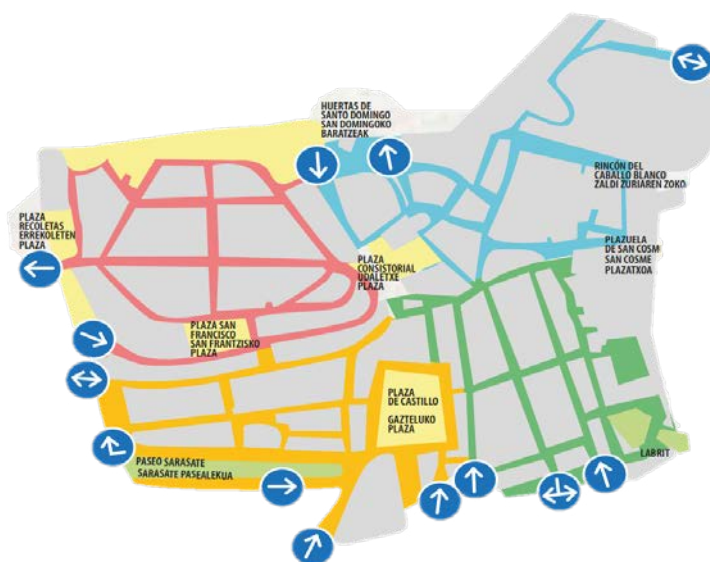 HUERTAS DE
SANTO DOMINGO
SAN DOMINGOKO
BARATZEAK
RINCÓN DEL
CABALLO BLANCO
ZALDI ZURIAREN ZOKO
PLAZA
RECOLETAS
ERREKOLETEN
PLAZA
PLAZUELA
DE SAN COSM
SAN COSME
PLAZATXOA
PLAZA
CONSISTORIAL
UDALETXE
PLAZA
PLAZA SAN
FRANCISCO
SAN FRANTZISKO
PLAZA
PLAZA
DE CASTILLO
GAZTELUKO
PLAZA
PASEO SARASATE
SARASATE PASEALEKUA
LABRIT